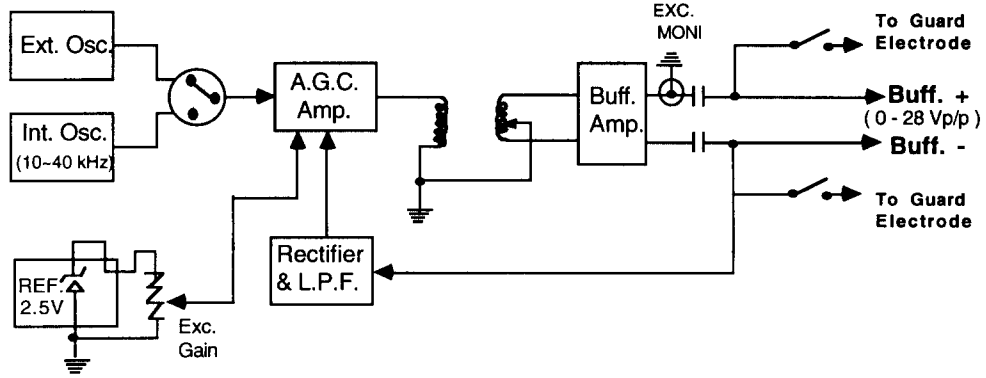 Ext. Osc.
Int. Osc.
(10~40 kHz)
A.G.C.
Amp.
REF.
2.5V
Exc.
Gain
Rectifier
& L.P.F.
Buff.
Amp.
EXC.
MONI
To Guard
Electrode
Buff. +
( 0 - 28 Vp/p )
Buff. -
To Guard
Electrode